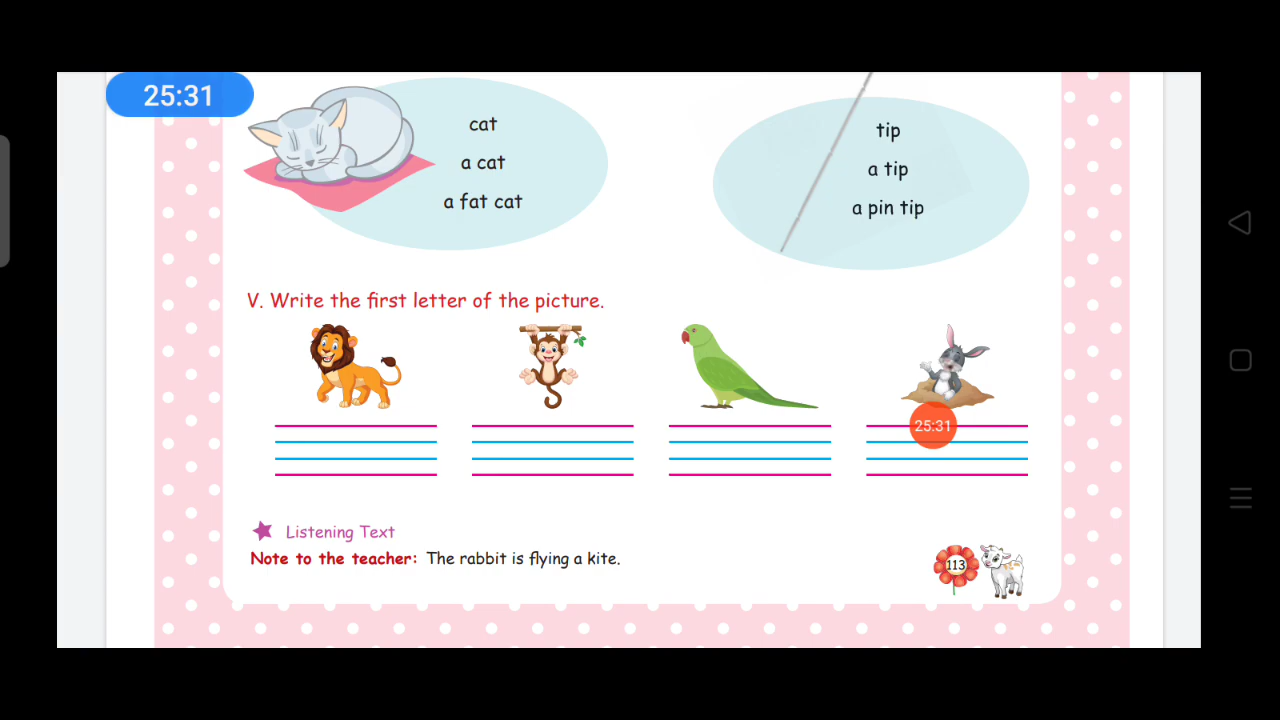 25:31
cat
a cat
a fat cat
tip
a tip
a pin tip
V. Write the first letter of the picture.
25:31
Listening Text
Note to the teacher: The rabbit is flying a kite.
113